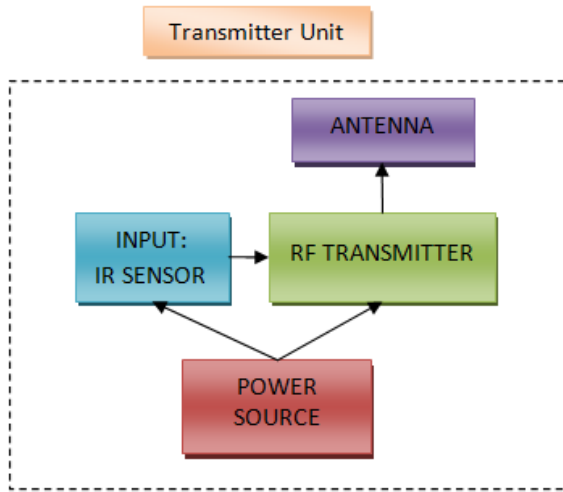 Transmitter Unit
ANTENNA
INPUT:
IR SENSOR
RF TRANSMITTER
POWER
SOURCE